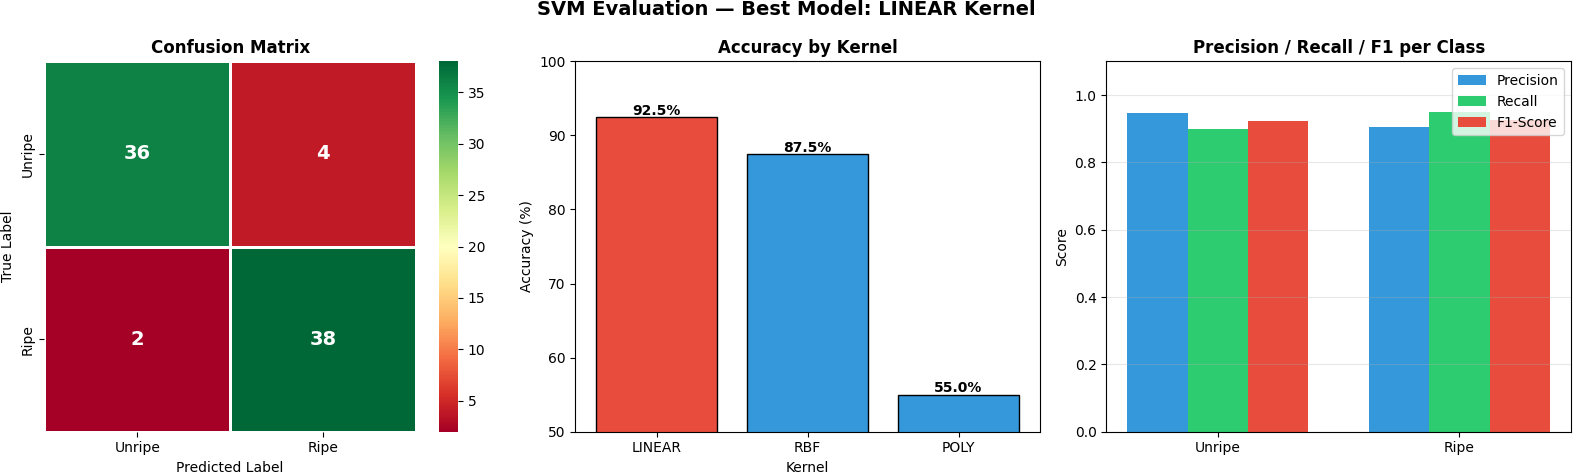 SVM Evaluation — Best Model: LINEAR Kernel
Confusion Matrix
True Label
Unripe
Ripe
36
4
2
38
Unripe
Ripe
Predicted Label
35
30
25
20
15
10
5
Accuracy by Kernel
Accuracy (%)
100
90
80
70
60
50
92.5%
87.5%
55.0%
LINEAR
RBF
POLY
Kernel
Precision / Recall / F1 per Class
Score
1.0
0.8
0.6
0.4
0.2
0.0
Precision
Recall
F1-Score
Unripe
Ripe